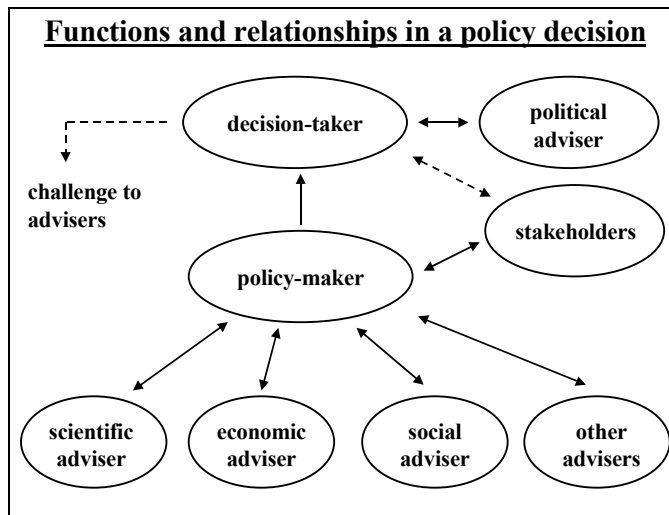 Functions and relationships in a policy decision
decision-taker
political
adviser
challenge to
advisers
stakeholders
policy-maker
scientific
adviser
economic
adviser
social
adviser
other
advisers